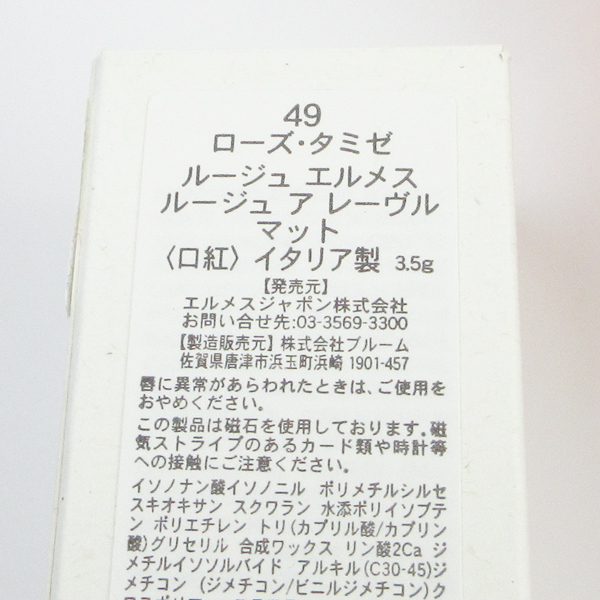 49
ローズ・タミゼ
ルージュ エルメス
ルージュ ア レーヴル
マット
〈口紅〉イタリア製 3.5g
【発売元】
エルメスジャポン株式会社
お問い合せ先:03-3569-3300
【製造販売元】株式会社ブルーム
佐賀県唐津市浜玉町浜崎 1901-457
唇に異常があらわれたときは、ご使用を
おやめください。
この製品は磁石を使用しております。磁
気ストライプのあるカード類や時計等
への接触にご注意ください。
イソノナン酸イソノニル ポリメチルシルセ
スキオキサン スクワラン 水添ポリイソブテ
ン ポリエチレン トリ(カプリル酸/カプリン
酸)グリセリル 合成ワックス リン酸2Ca ジ
メチルイソソルバイド アルキル(C30-45)ジ
メチコン (ジメチコン/ビニルジメチコン)ク